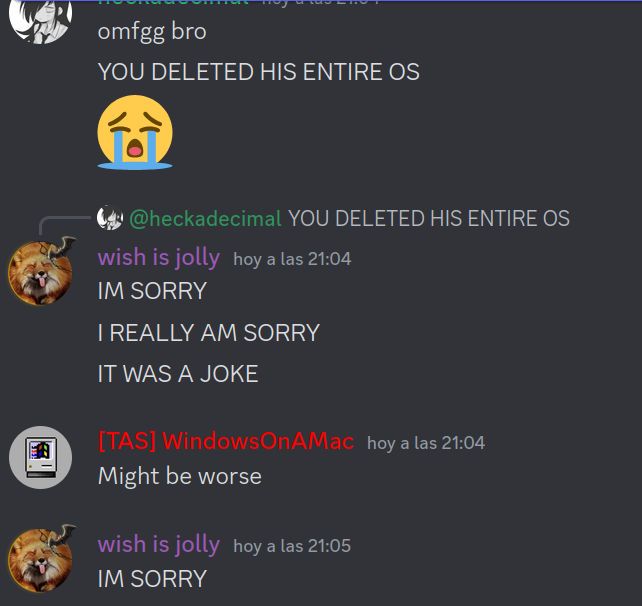 heckadecimal hoy a las 21:04
omfgg bro
YOU DELETED HIS ENTIRE OS
@heckadecimal YOU DELETED HIS ENTIRE OS
wish is jolly hoy a las 21:04
IM SORRY
I REALLY AM SORRY
IT WAS A JOKE
[TAS] WindowsOnAMac hoy a las 21:04
Might be worse
wish is jolly hoy a las 21:05
IM SORRY